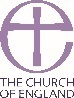 THE CHURCH
OF ENGLAND